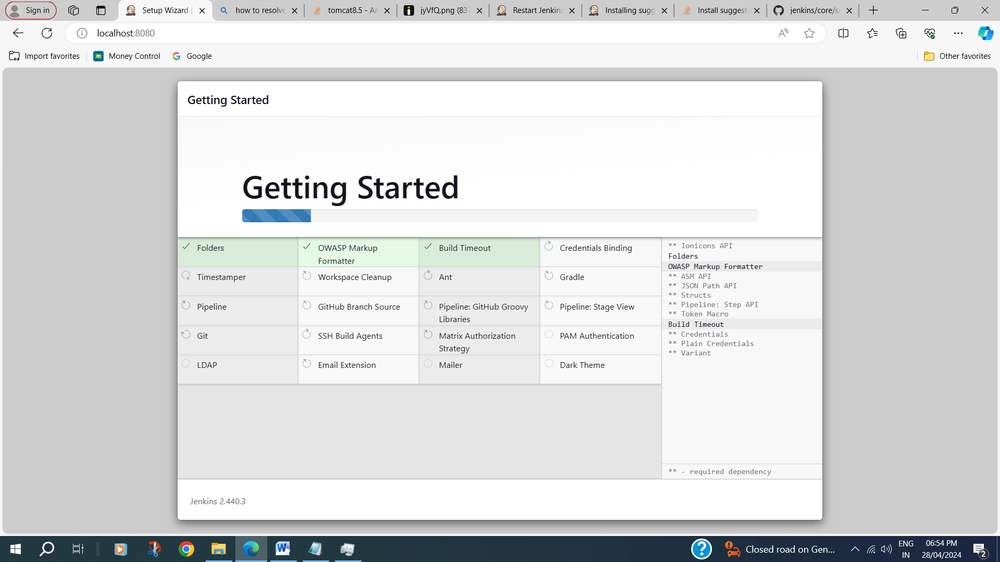 Sign in
Setup Wizard [
how to resolve
tomcat8.5 - An
jyVfQ.png (837
Restart Jenkins
Installing sugg
Install suggest
jenkins/core/sr
localhost:8080
Import favorites
Money Control
Google
Other favorites
Getting Started
Getting Started
Folders
OWASP Markup
Formatter
Build Timeout
Credentials Binding
Timestamper
Workspace Cleanup
Ant
Gradle
Pipeline
GitHub Branch Source
Pipeline: GitHub Groovy
Libraries
Pipeline: Stage View
Git
SSH Build Agents
Matrix Authorization
Strategy
PAM Authentication
LDAP
Email Extension
Mailer
Dark Theme
** Ionicons API
Folders
OWASP Markup Formatter
** ASM API
** JSON Path API
** Structs
** Pipeline: Step API
** Token Macro
Build Timeout
** Credentials
** Plain Credentials
** Variant
** - required dependency
Jenkins 2.440.3
Closed road on Gen...
ENG
IN
06:54 PM
28/04/2024
2